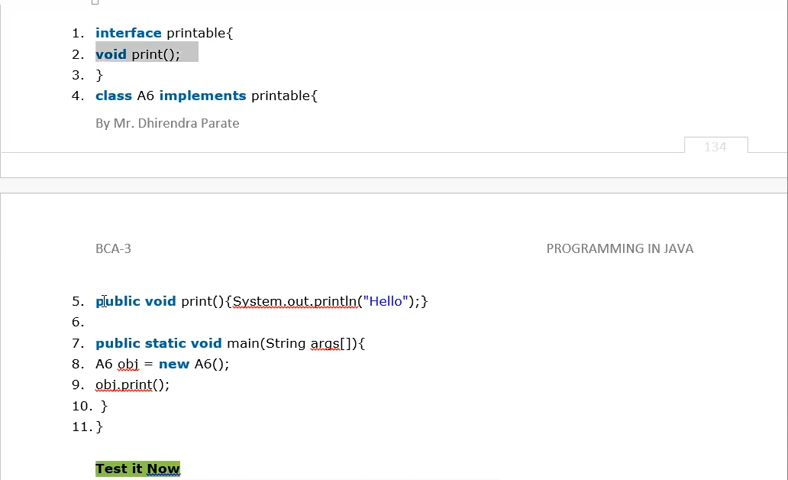 1. interface printable{
2. void print();
3. }
4. class A6 implements printable{
By Mr. Dhirendra Parate
134
BCA-3 PROGRAMMING IN JAVA
5. public void print(){System.out.println("Hello");}
6.
7. public static void main(String args[]){
8. A6 obj = new A6();
9. obj.print();
10. }
11. }
Test it Now